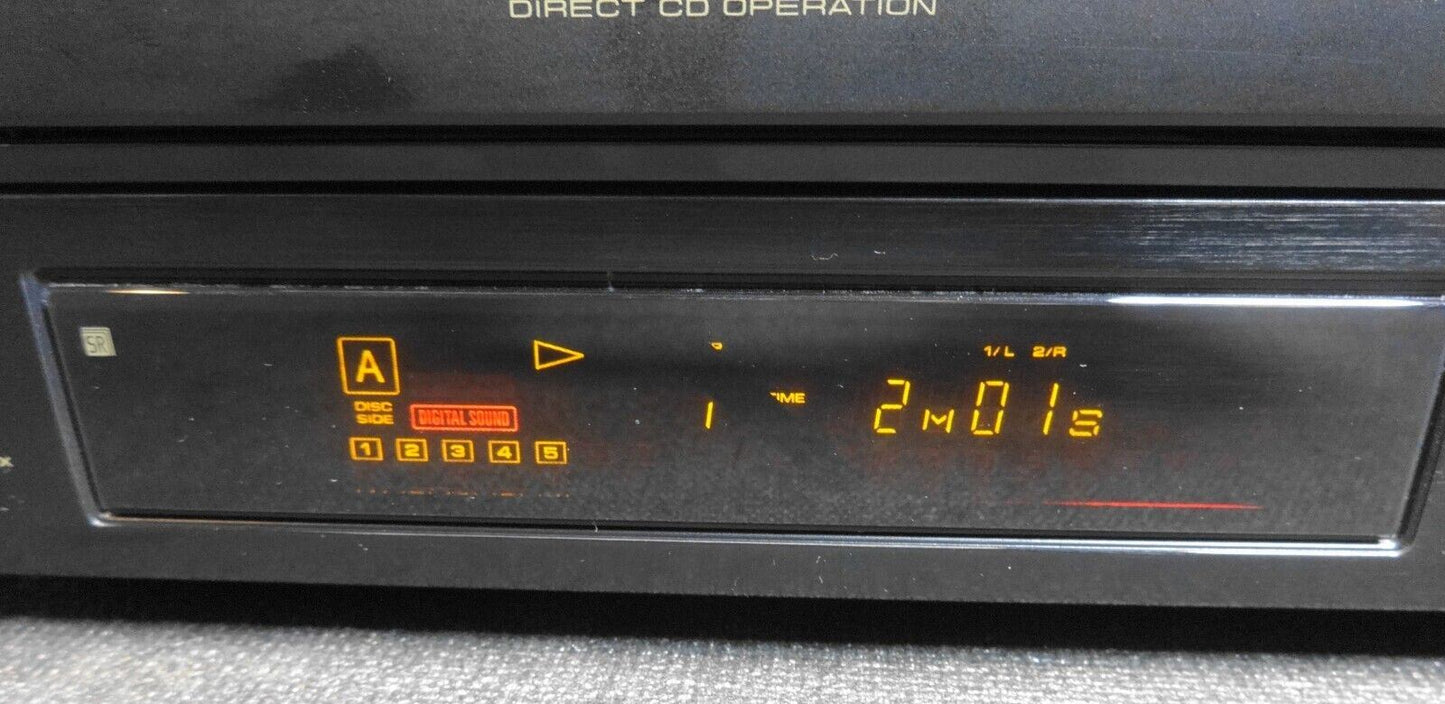 DIRECT CD OPERATION
SR
A
1/L 2/R
DISC
SIDE
DIGITAL SOUND
1
TIME
2M01S
1 2 3 4 5
X